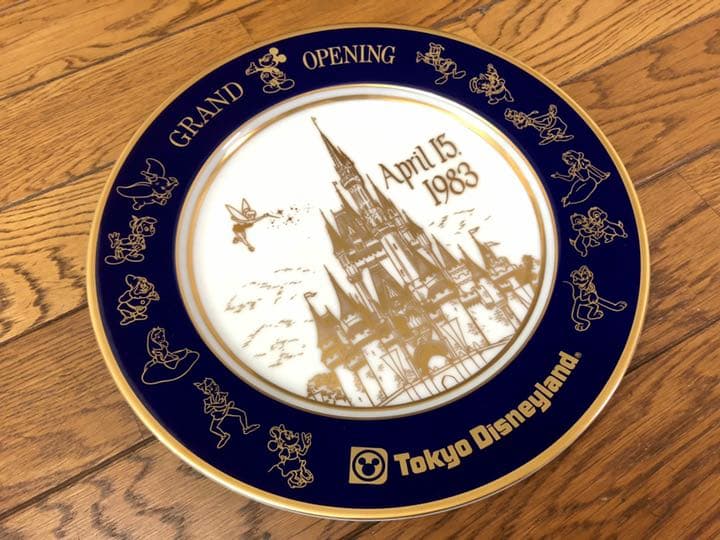 GRAND OPENING
April 15.
1983
Tokyo Disneyland®